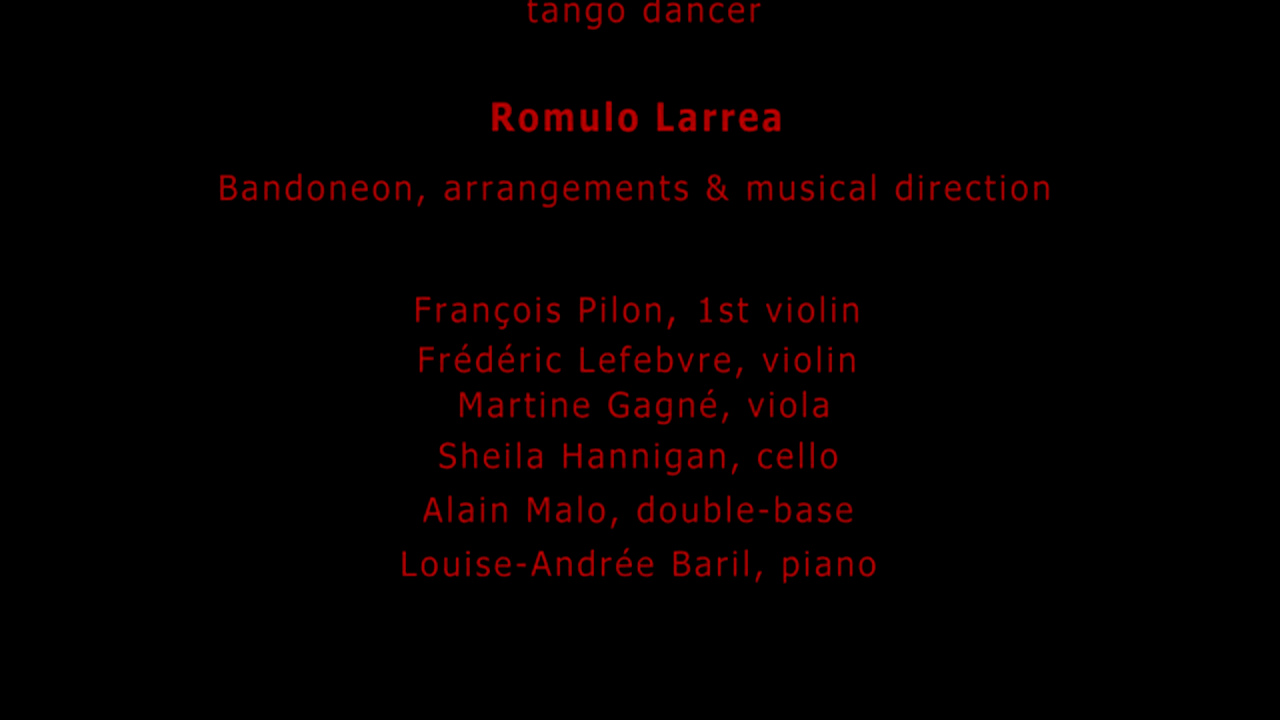 tango dancer
Romulo Larrea
Bandoneon, arrangements & musical direction
François Pilon, 1st violin
Frédéric Lefebvre, violin
Martine Gagné, viola
Sheila Hannigan, cello
Alain Malo, double-base
Louise-Andrée Baril, piano